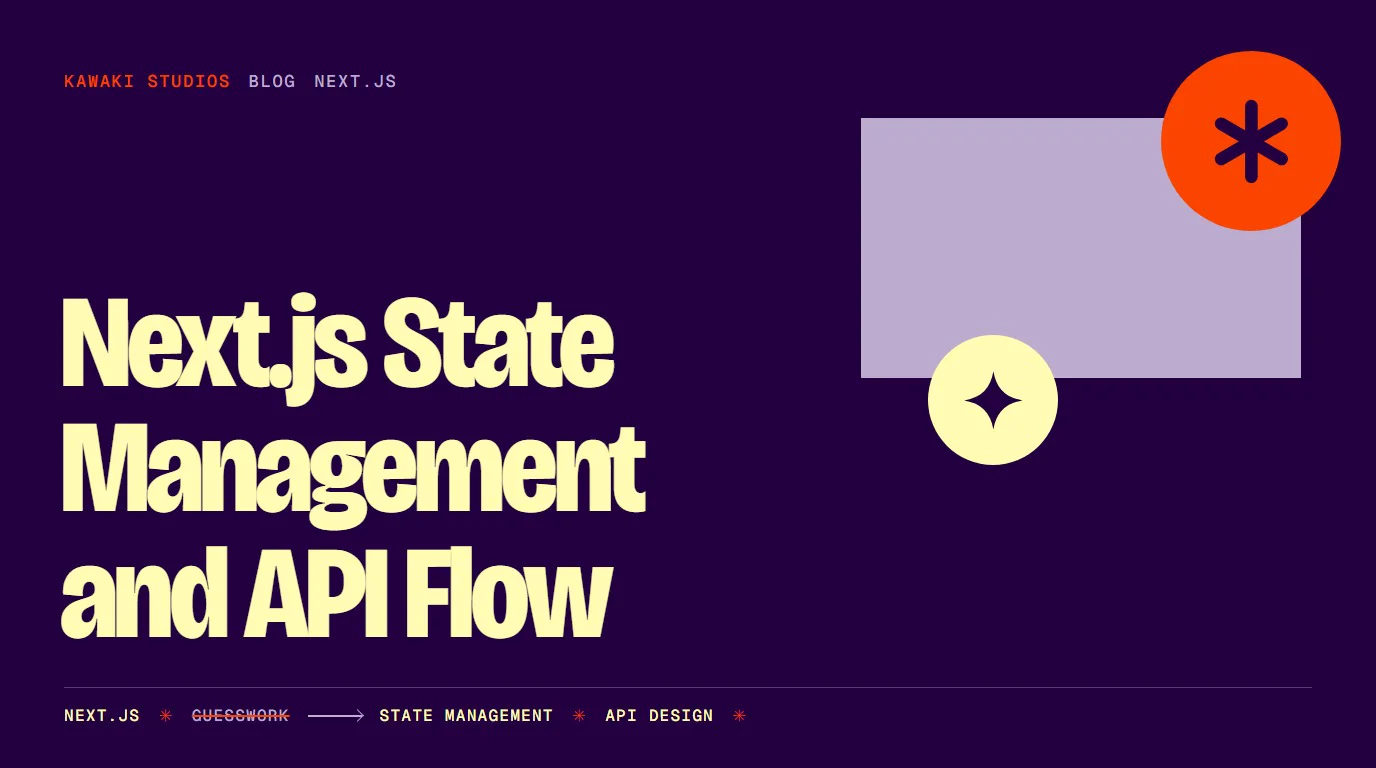 KAWAKI STUDIOS BLOG NEXT.JS
Next.js State
Management
and API Flow
NEXT.JS ✳ GUESSWORK → STATE MANAGEMENT ✳ API DESIGN ✳